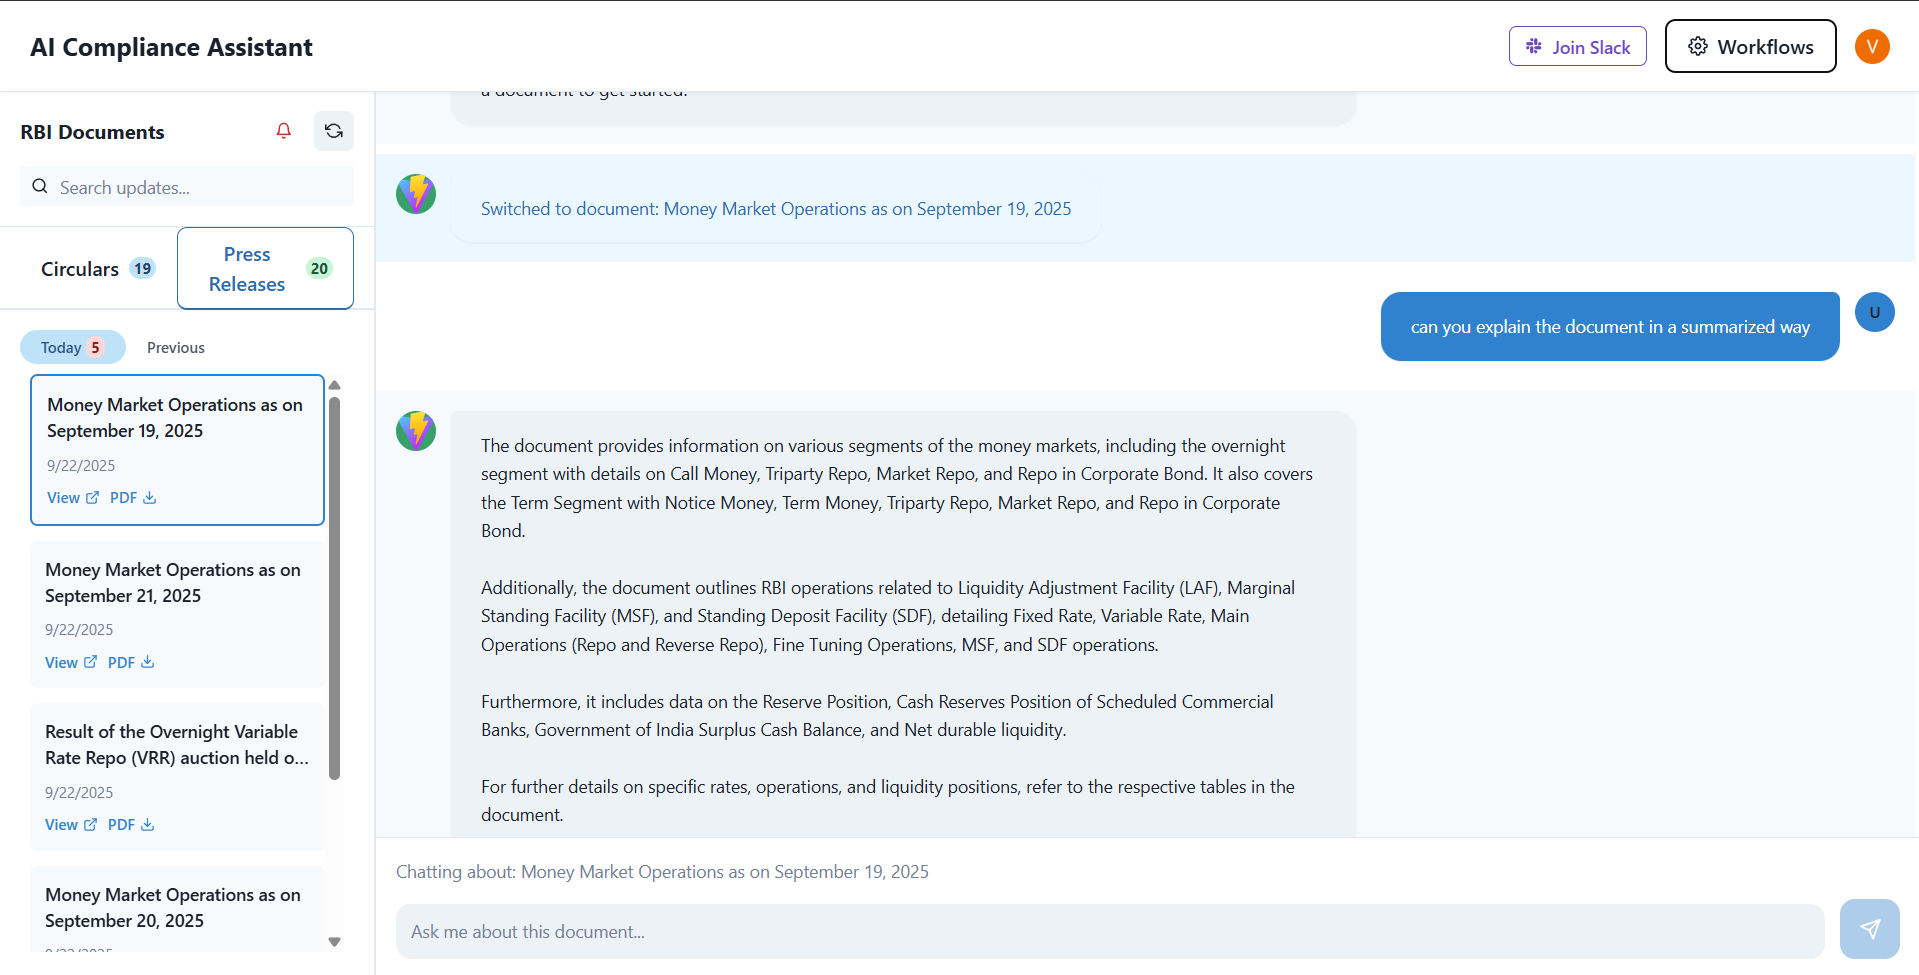 AI Compliance Assistant
Join Slack
Workflows
V
RBI Documents
Search updates...
Circulars 19
Press
Releases
20
Today 5
Previous
Money Market Operations as on
September 19, 2025
9/22/2025
View PDF
Money Market Operations as on
September 21, 2025
9/22/2025
View PDF
Result of the Overnight Variable
Rate Repo (VRR) auction held o...
9/22/2025
View PDF
Money Market Operations as on
September 20, 2025
9/22/2025
a document to get started.
Switched to document: Money Market Operations as on September 19, 2025
can you explain the document in a summarized way
U
The document provides information on various segments of the money markets, including the overnight
segment with details on Call Money, Triparty Repo, Market Repo, and Repo in Corporate Bond. It also covers
the Term Segment with Notice Money, Term Money, Triparty Repo, Market Repo, and Repo in Corporate
Bond.
Additionally, the document outlines RBI operations related to Liquidity Adjustment Facility (LAF), Marginal
Standing Facility (MSF), and Standing Deposit Facility (SDF), detailing Fixed Rate, Variable Rate, Main
Operations (Repo and Reverse Repo), Fine Tuning Operations, MSF, and SDF operations.
Furthermore, it includes data on the Reserve Position, Cash Reserves Position of Scheduled Commercial
Banks, Government of India Surplus Cash Balance, and Net durable liquidity.
For further details on specific rates, operations, and liquidity positions, refer to the respective tables in the
document.
Chatting about: Money Market Operations as on September 19, 2025
Ask me about this document...